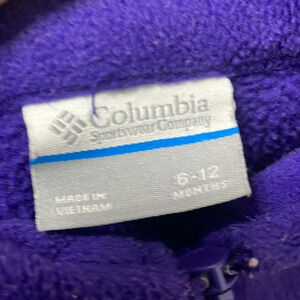 Columbia
Sportswear Company
MADE IN
VIETNAM
6-12
MONTHS